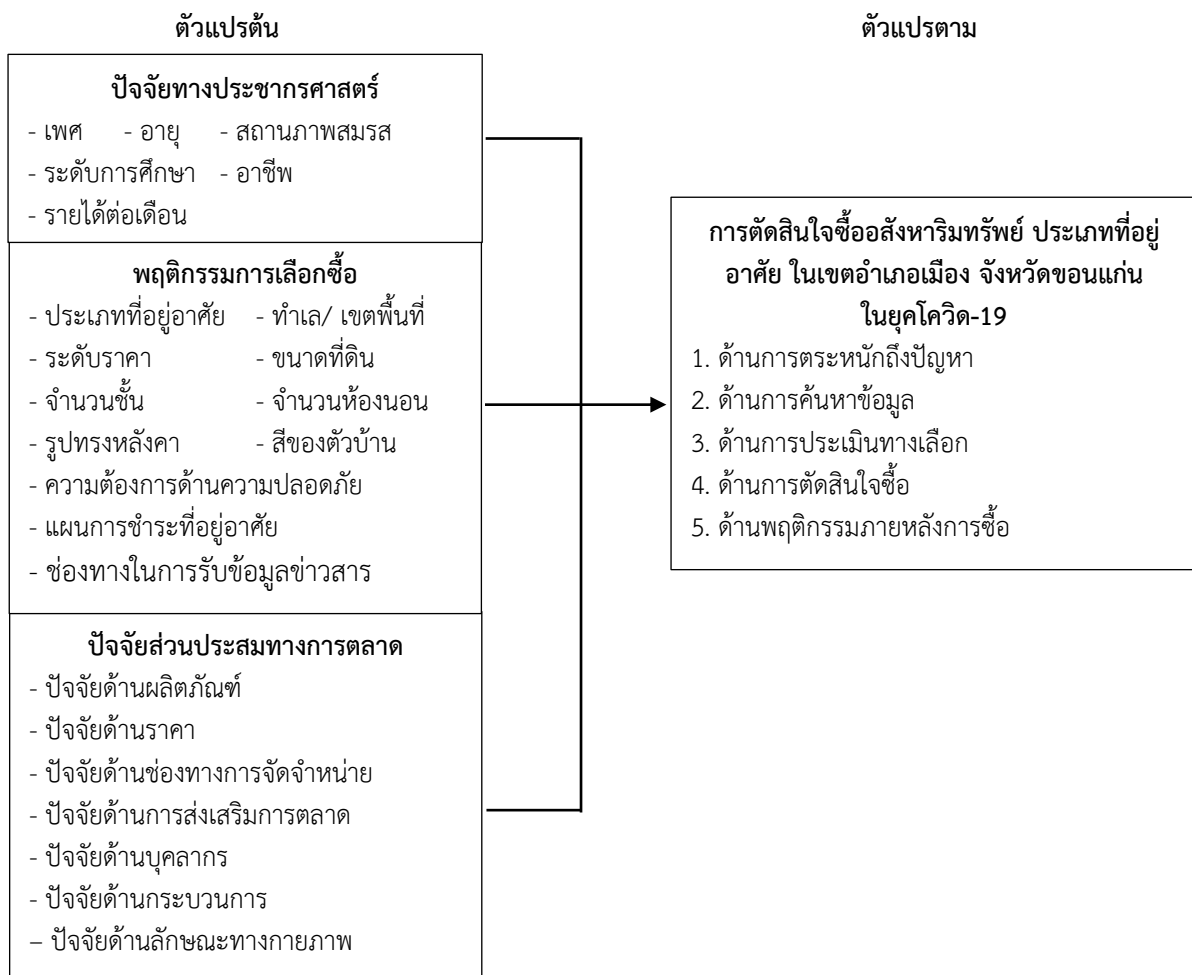 ตัวแปรต้น
ตัวแปรตาม
ปัจจัยทางประชากรศาสตร์
- เพศ - อายุ - สถานภาพสมรส
- ระดับการศึกษา - อาชีพ
- รายได้ต่อเดือน
พฤติกรรมการเลือกซื้อ
- ประเภทที่อยู่อาศัย - ทำเล/ เขตพื้นที่
- ระดับราคา - ขนาดที่ดิน
- จำนวนชั้น - จำนวนห้องนอน
- รูปทรงหลังคา - สีของตัวบ้าน
- ความต้องการด้านความปลอดภัย
- แผนการชำระที่อยู่อาศัย
- ช่องทางในการรับข้อมูลข่าวสาร
ปัจจัยส่วนประสมทางการตลาด
- ปัจจัยด้านผลิตภัณฑ์
- ปัจจัยด้านราคา
- ปัจจัยด้านช่องทางการจัดจำหน่าย
- ปัจจัยด้านการส่งเสริมการตลาด
- ปัจจัยด้านบุคลากร
- ปัจจัยด้านกระบวนการ
– ปัจจัยด้านลักษณะทางกายภาพ
การตัดสินใจซื้ออสังหาริมทรัพย์ ประเภทที่อยู่
อาศัย ในเขตอำเภอเมือง จังหวัดขอนแก่น
ในยุคโควิด-19
1. ด้านการตระหนักถึงปัญหา
2. ด้านการค้นหาข้อมูล
3. ด้านการประเมินทางเลือก
4. ด้านการตัดสินใจซื้อ
5. ด้านพฤติกรรมภายหลังการซื้อ